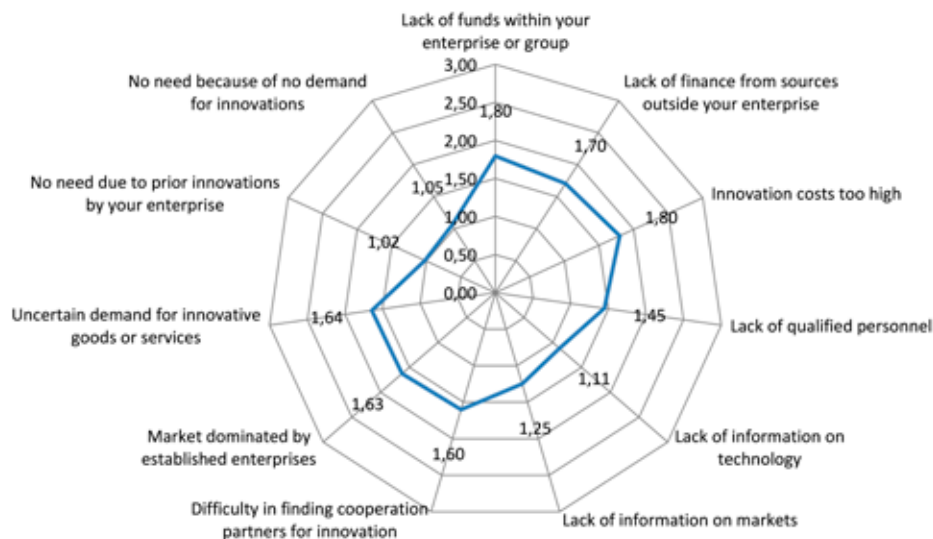 Lack of funds within your
enterprise or group
3,00
2,50
2,00
1,50
1,00
0,50
0,00
1,80
Lack of finance from sources
outside your enterprise
1,70
Innovation costs too high
1,80
Lack of qualified personnel
1,45
Lack of information on
technology
1,11
Lack of information on markets
1,25
Difficulty in finding cooperation
partners for innovation
1,60
Market dominated by
established enterprises
1,63
Uncertain demand for innovative
goods or services
1,64
No need due to prior innovations
by your enterprise
1,02
No need because of no demand
for innovations
1,05